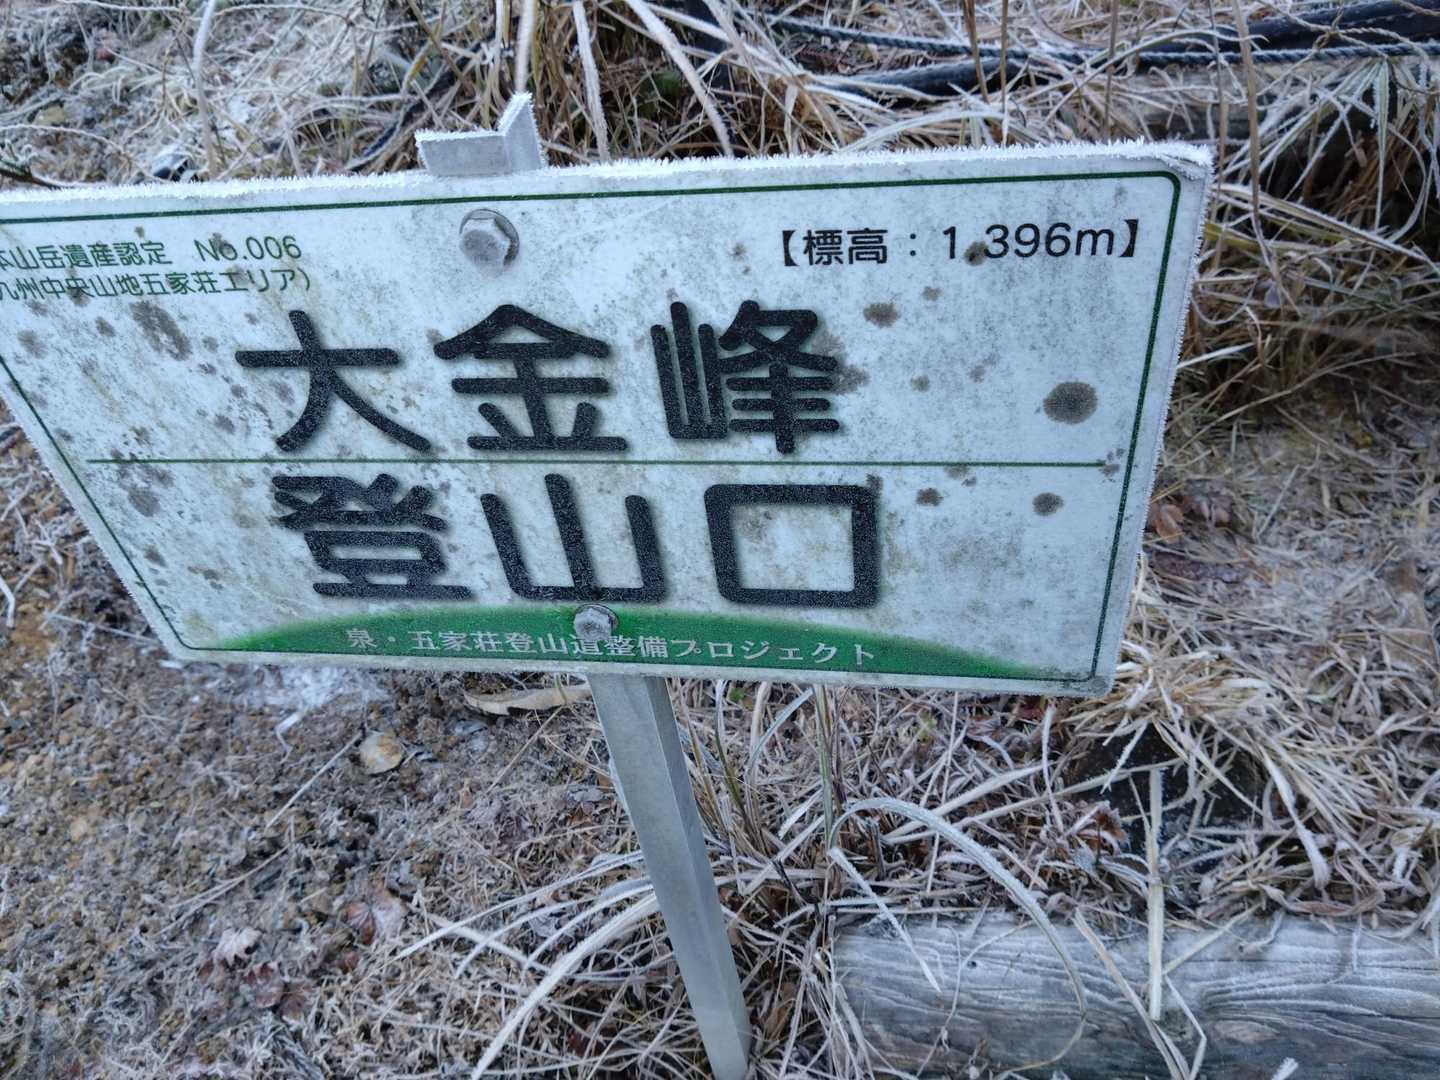 本山岳遺産認定 No.006
九州中央山地五家荘エリア）
【標高：1,396m】
大金峰
登山口
泉・五家荘登山道整備プロジェクト